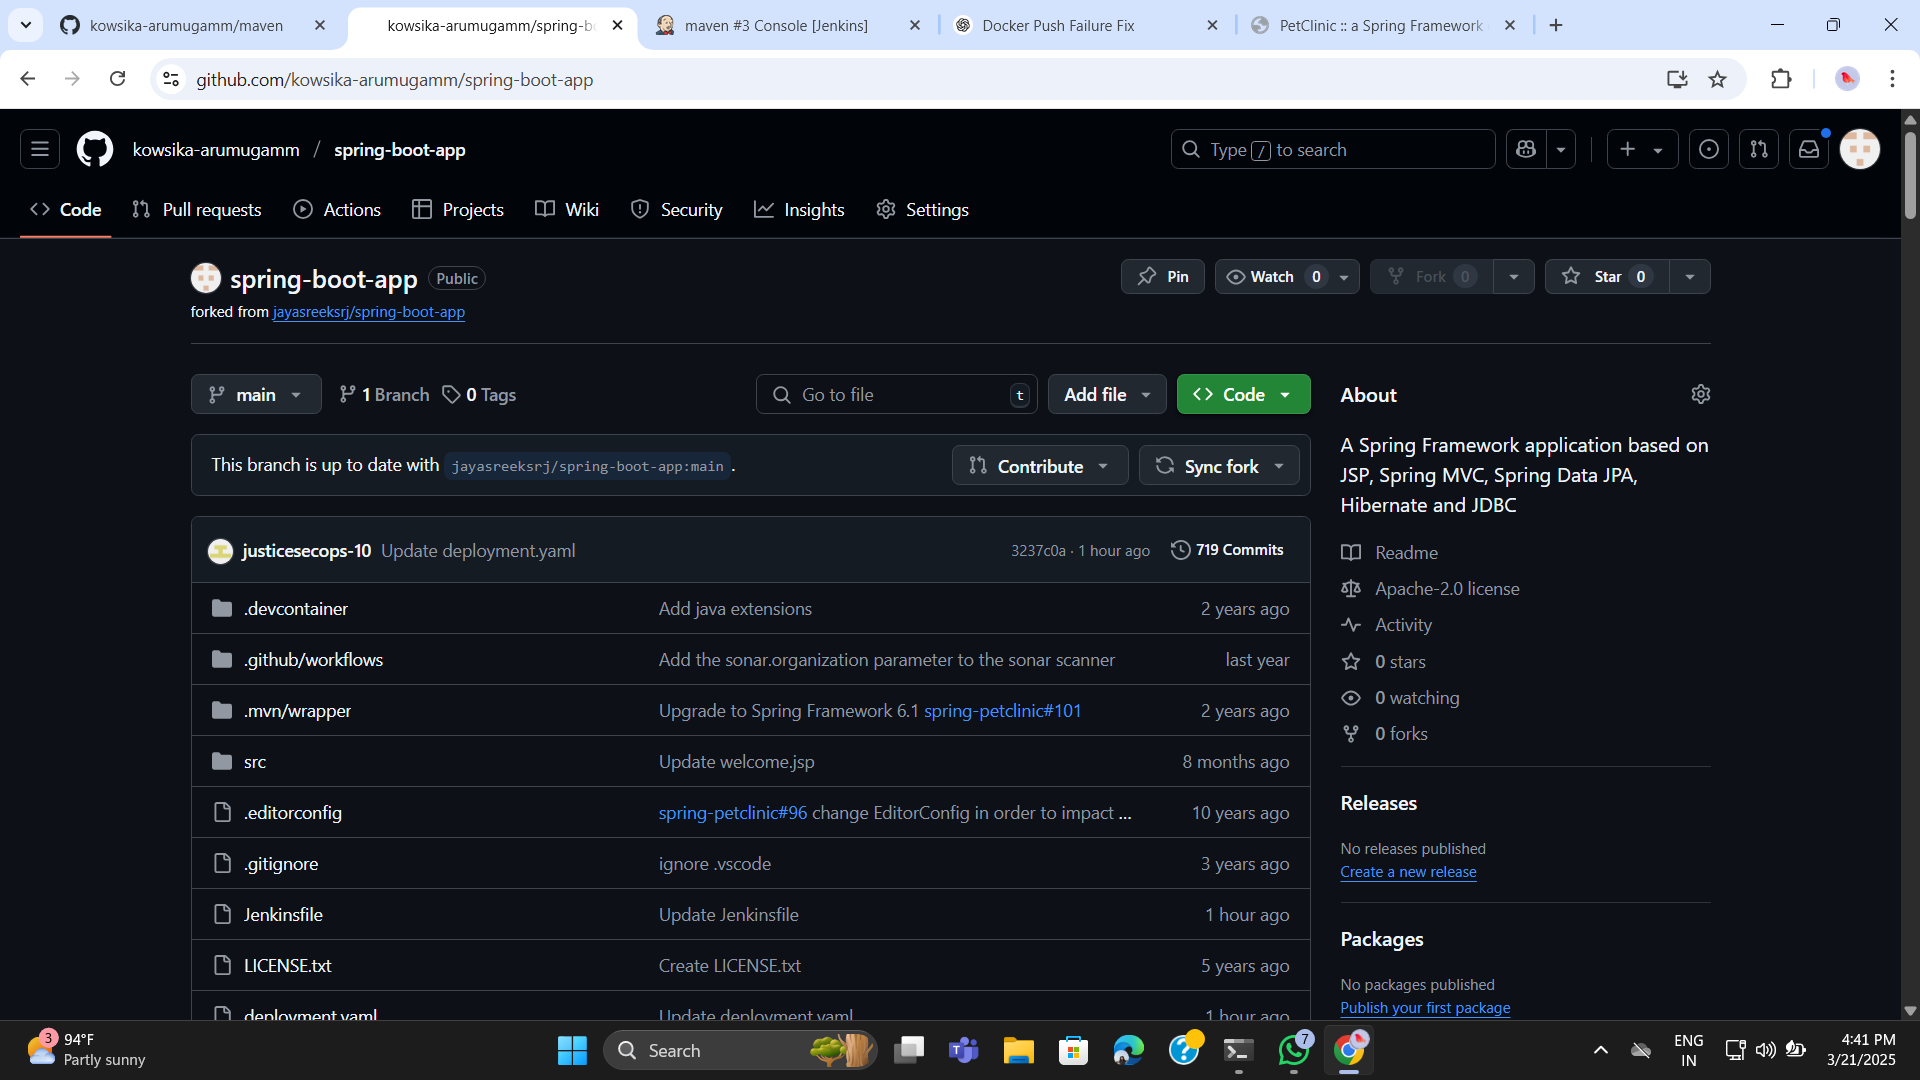 kowsika-arumugamm/maven
kowsika-arumugamm/spring-bo
maven #3 Console [Jenkins]
Docker Push Failure Fix
PetClinic :: a Spring Framework
github.com/kowsika-arumugamm/spring-boot-app
kowsika-arumugamm / spring-boot-app
Type / to search
Code
Pull requests
Actions
Projects
Wiki
Security
Insights
Settings
spring-boot-app Public
Pin
Watch 0
Fork 0
Star 0
forked from jayasreeksrj/spring-boot-app
main
1 Branch
0 Tags
Go to file t
Add file
Code
This branch is up to date with jayasreeksrj/spring-boot-app:main .
Contribute
Sync fork
justicesecops-10 Update deployment.yaml 3237c0a · 1 hour ago 719 Commits
.devcontainer Add java extensions 2 years ago
.github/workflows Add the sonar.organization parameter to the sonar scanner last year
.mvn/wrapper Upgrade to Spring Framework 6.1 spring-petclinic#101 2 years ago
src Update welcome.jsp 8 months ago
.editorconfig spring-petclinic#96 change EditorConfig in order to impact ... 10 years ago
.gitignore ignore .vscode 3 years ago
Jenkinsfile Update Jenkinsfile 1 hour ago
LICENSE.txt Create LICENSE.txt 5 years ago
deployment.yaml Update deployment.yaml 1 hour ago
About
A Spring Framework application based on
JSP, Spring MVC, Spring Data JPA,
Hibernate and JDBC
Readme
Apache-2.0 license
Activity
0 stars
0 watching
0 forks
Releases
No releases published
Create a new release
Packages
No packages published
Publish your first package
3
94°F
Partly sunny
Search
7
ENG
IN
4:41 PM
3/21/2025